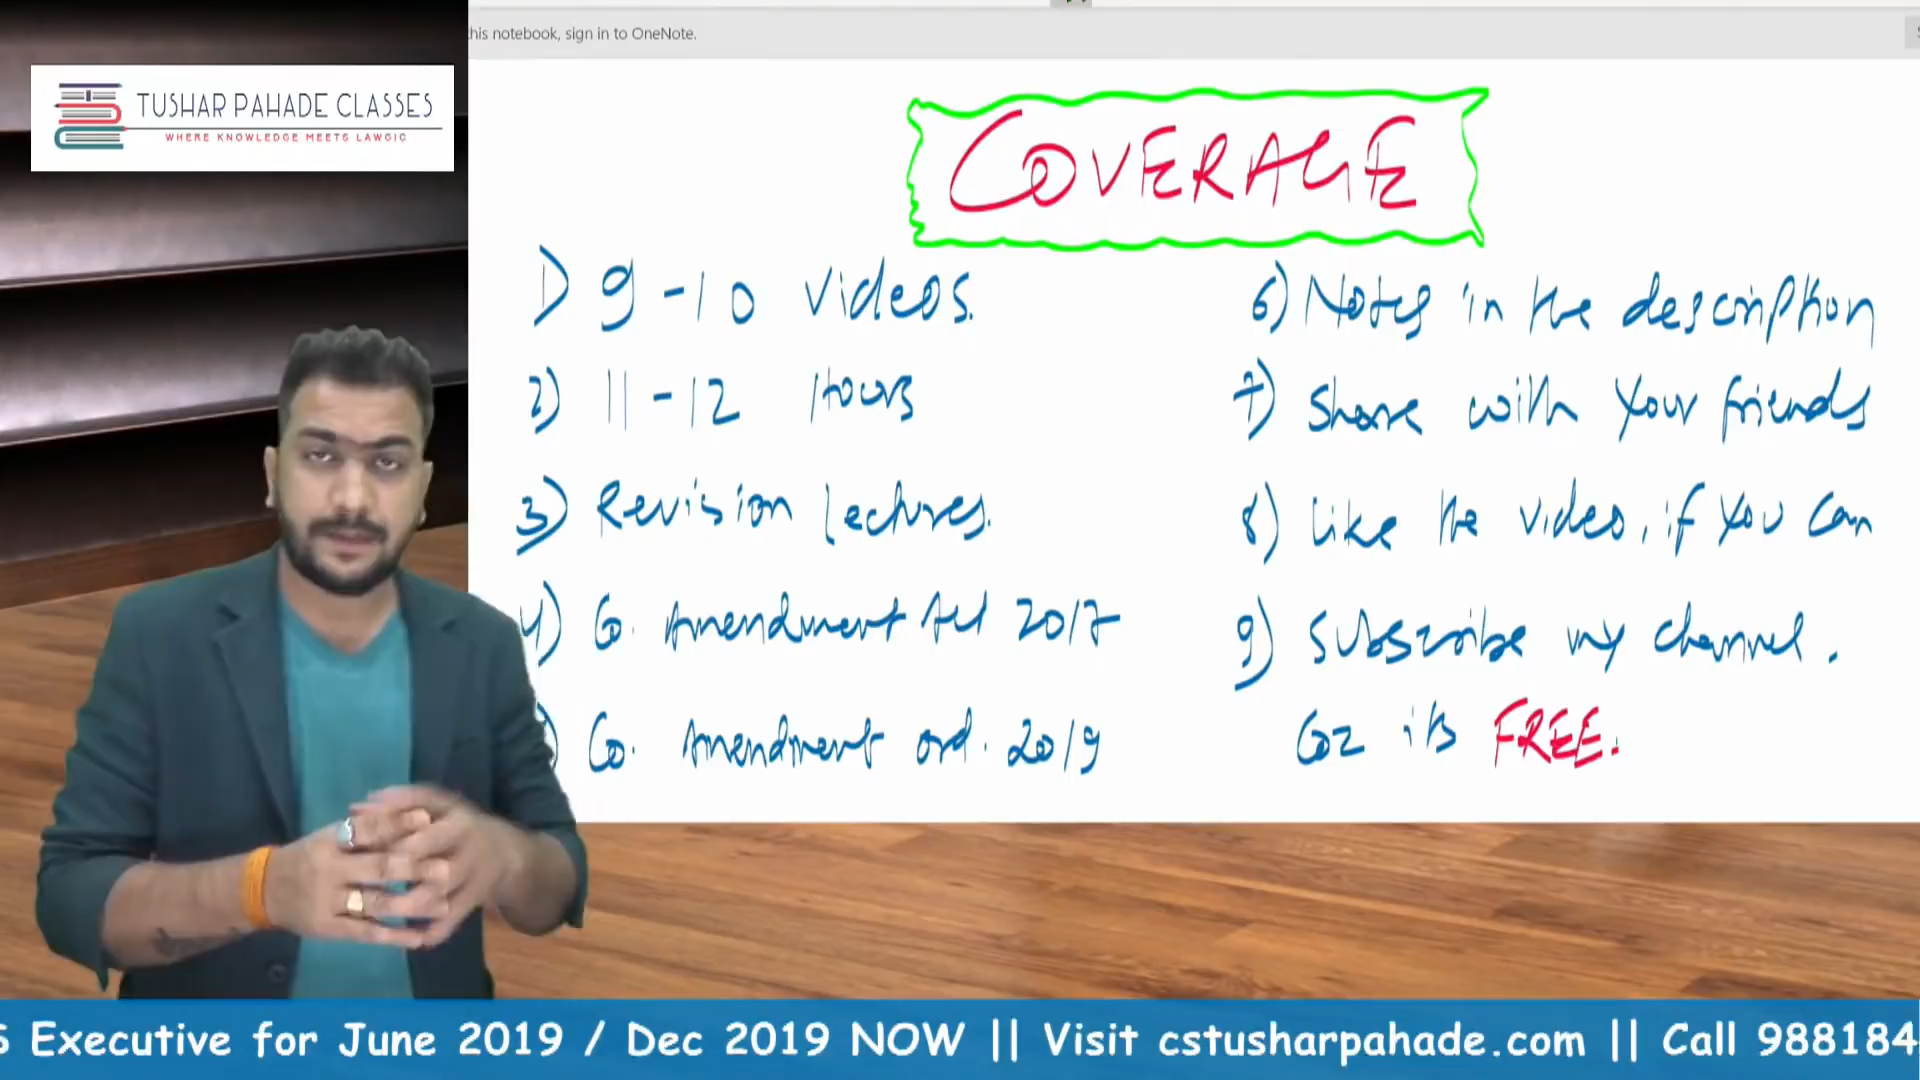 this notebook, sign in to OneNote.
TUSHAR PAHADE CLASSES
WHERE KNOWLEDGE MEETS LAWGIC
COVERAGE
1) 9-10 videos.
2) 11-12 Hours
3) Revision lectures.
4) Co. Amendment Act 2017
) Co. Amendment ord. 2019
6) Notes in the description
7) Share with your friends
8) Like the video, if you can
9) Subscribe my channel.
Coz its FREE.
S Executive for June 2019 / Dec 2019 NOW || Visit cstusharpahade.com || Call 988184